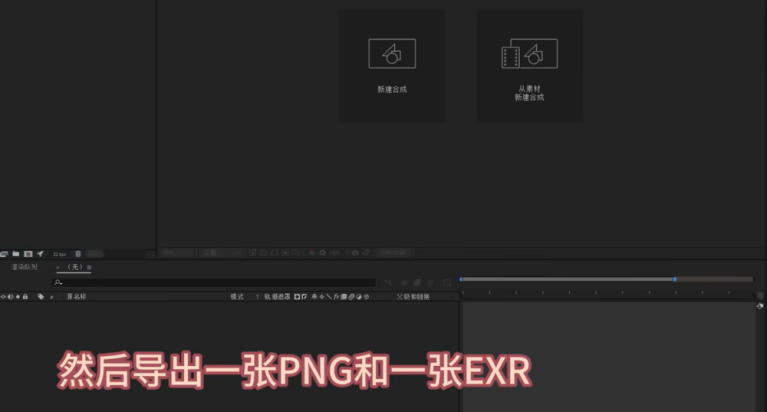 新建合成
从素材
新建合成
32 bpc
渲染队列
(无)
源名称
模式
T 轨道遮罩
父级和链接
然后导出一张PNG和一张EXR